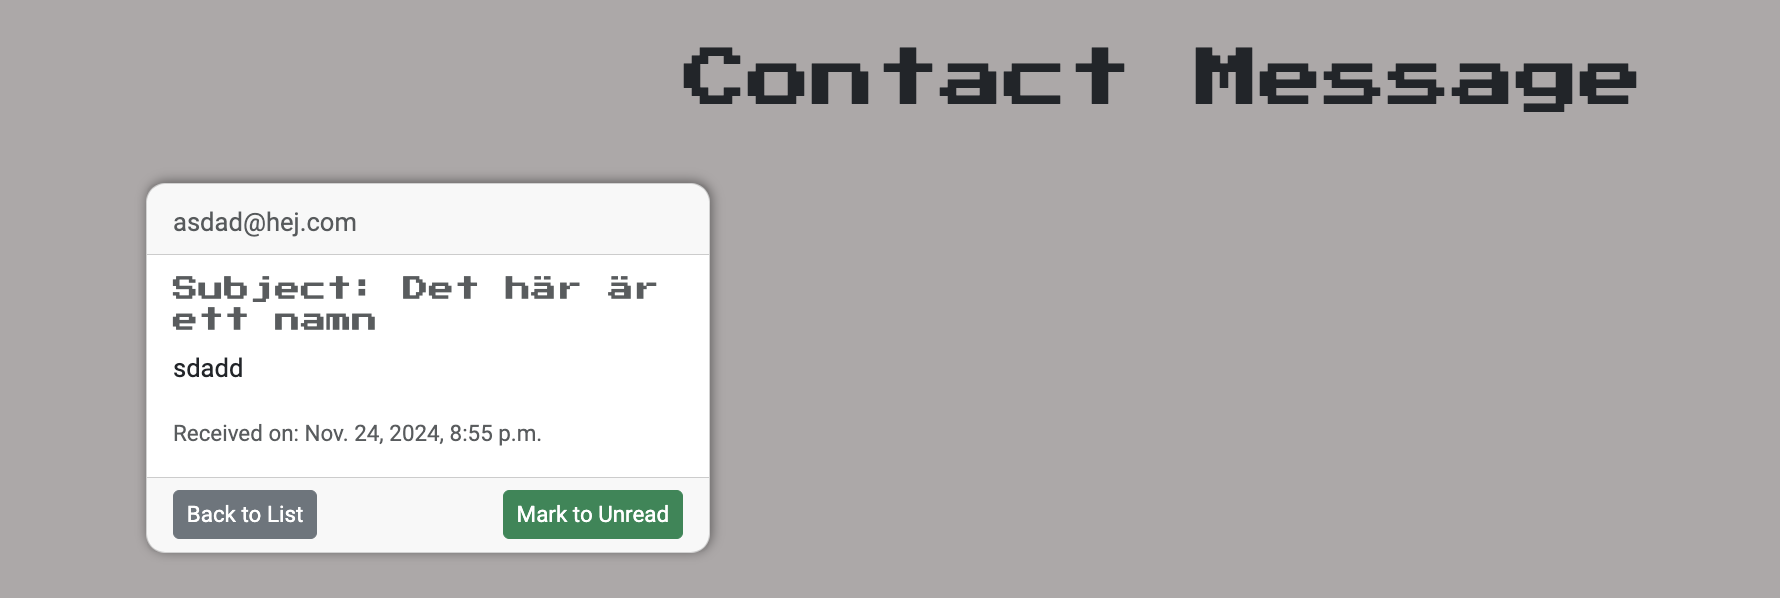 Contact Message
asdad@hej.com
Subject: Det här är
ett namn
sdadd
Received on: Nov. 24, 2024, 8:55 p.m.
Back to List
Mark to Unread